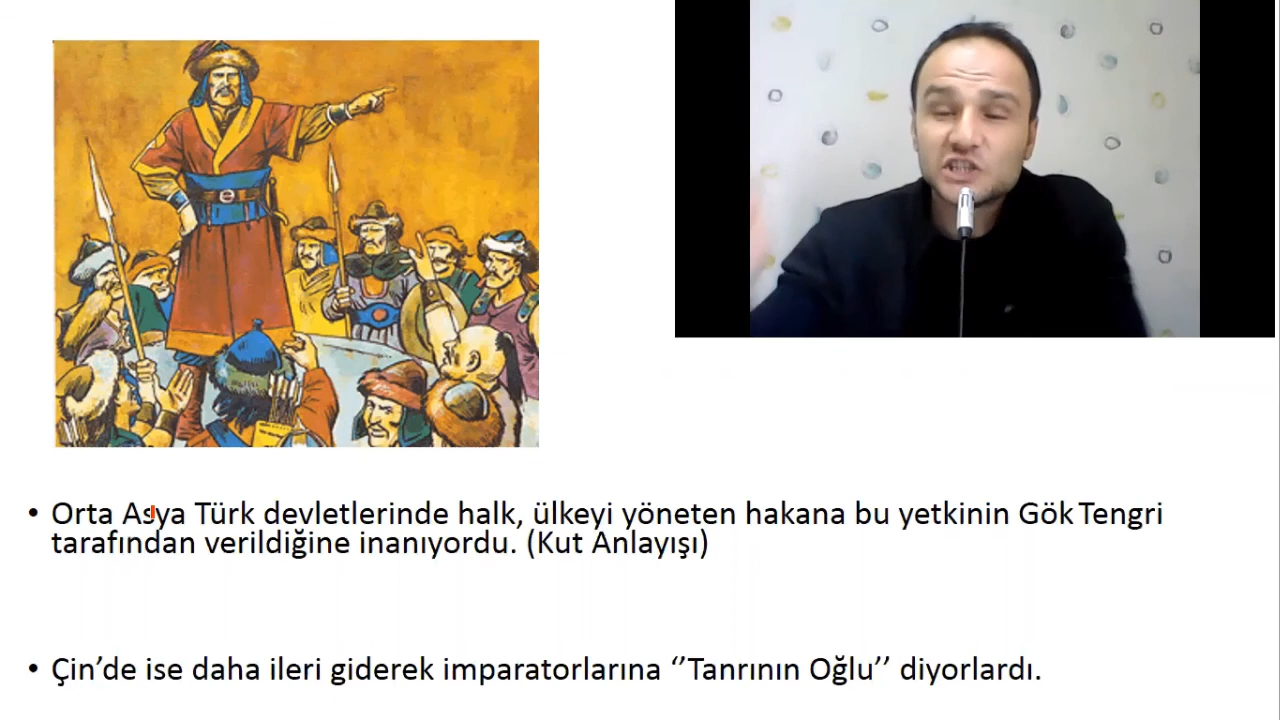 • Orta Asya Türk devletlerinde halk, ülkeyi yöneten hakana bu yetkinin Gök Tengri
tarafından verildiğine inanıyordu. (Kut Anlayışı)
• Çin’de ise daha ileri giderek imparatorlarına ‘’Tanrının Oğlu’’ diyorlardı.